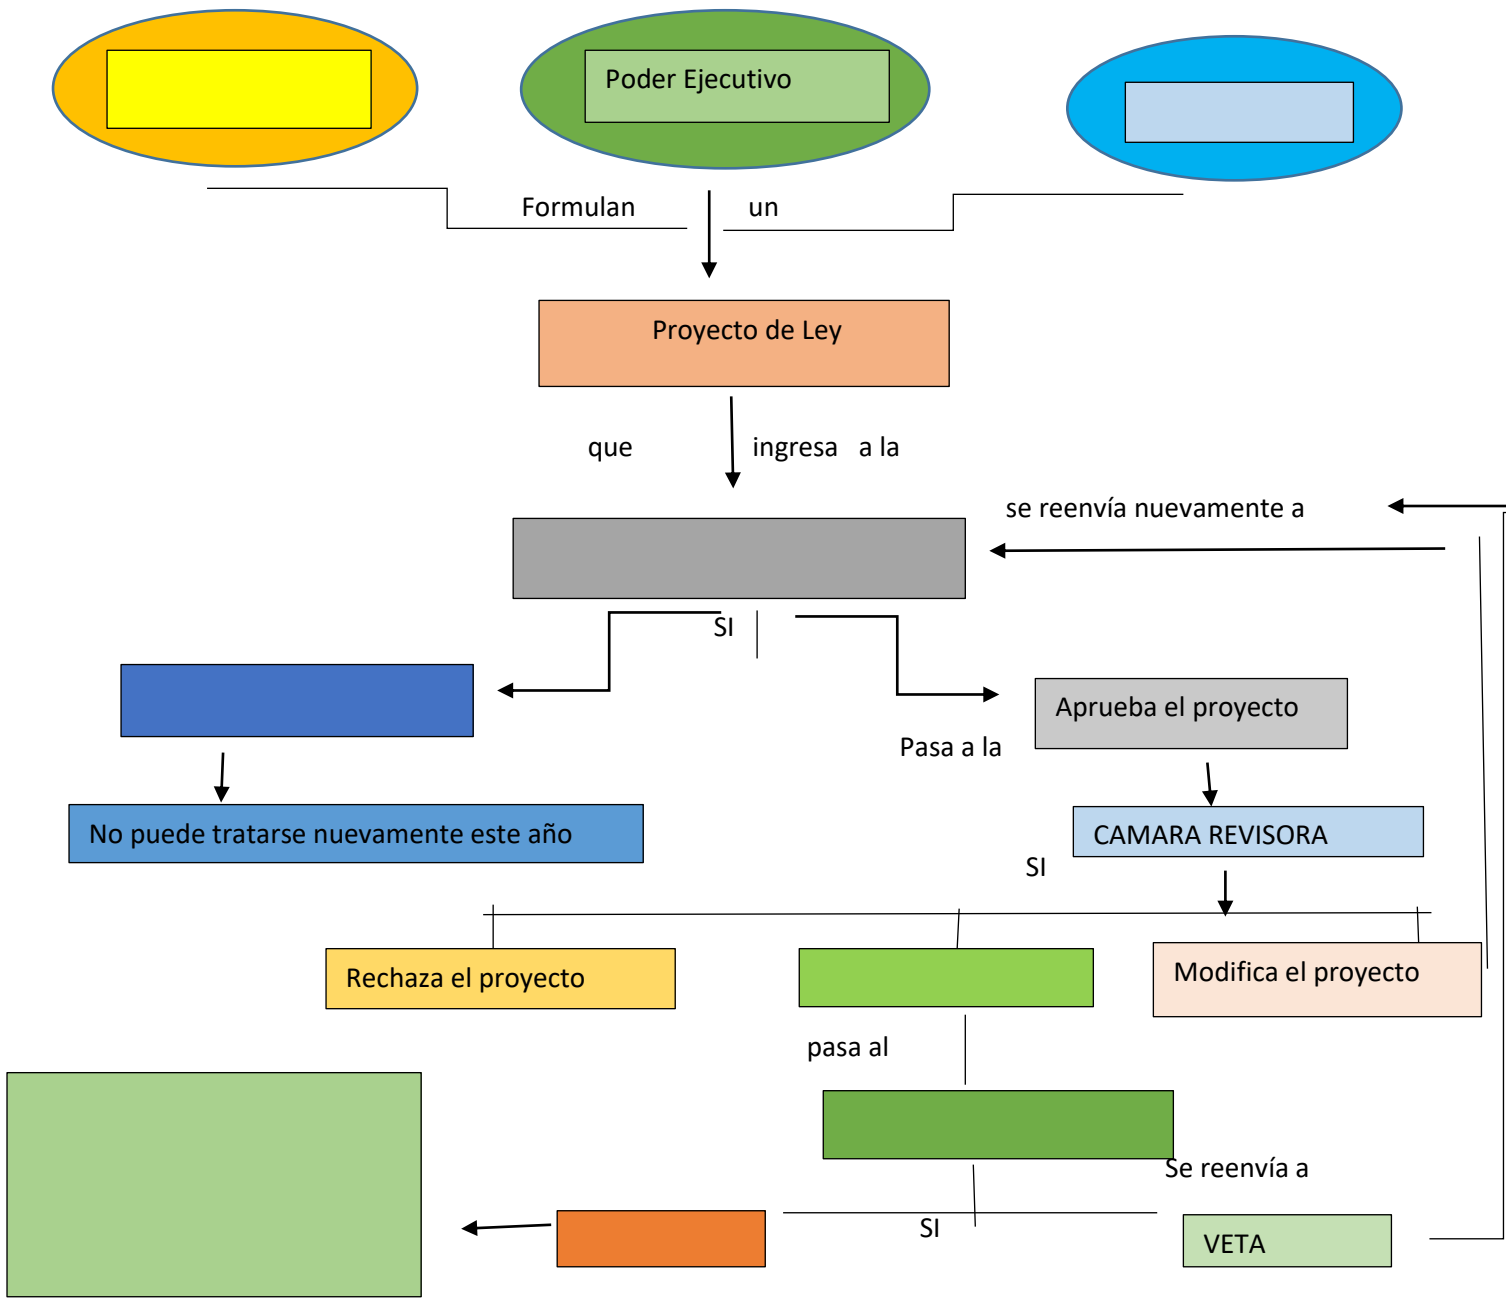 Poder Ejecutivo
Formulan un
Proyecto de Ley
que ingresa a la
se reenvía nuevamente a
SI
Aprueba el proyecto
Pasa a la
No puede tratarse nuevamente este año
CAMARA REVISORA
SI
Rechaza el proyecto
Modifica el proyecto
pasa al
Se reenvía a
SI
VETA